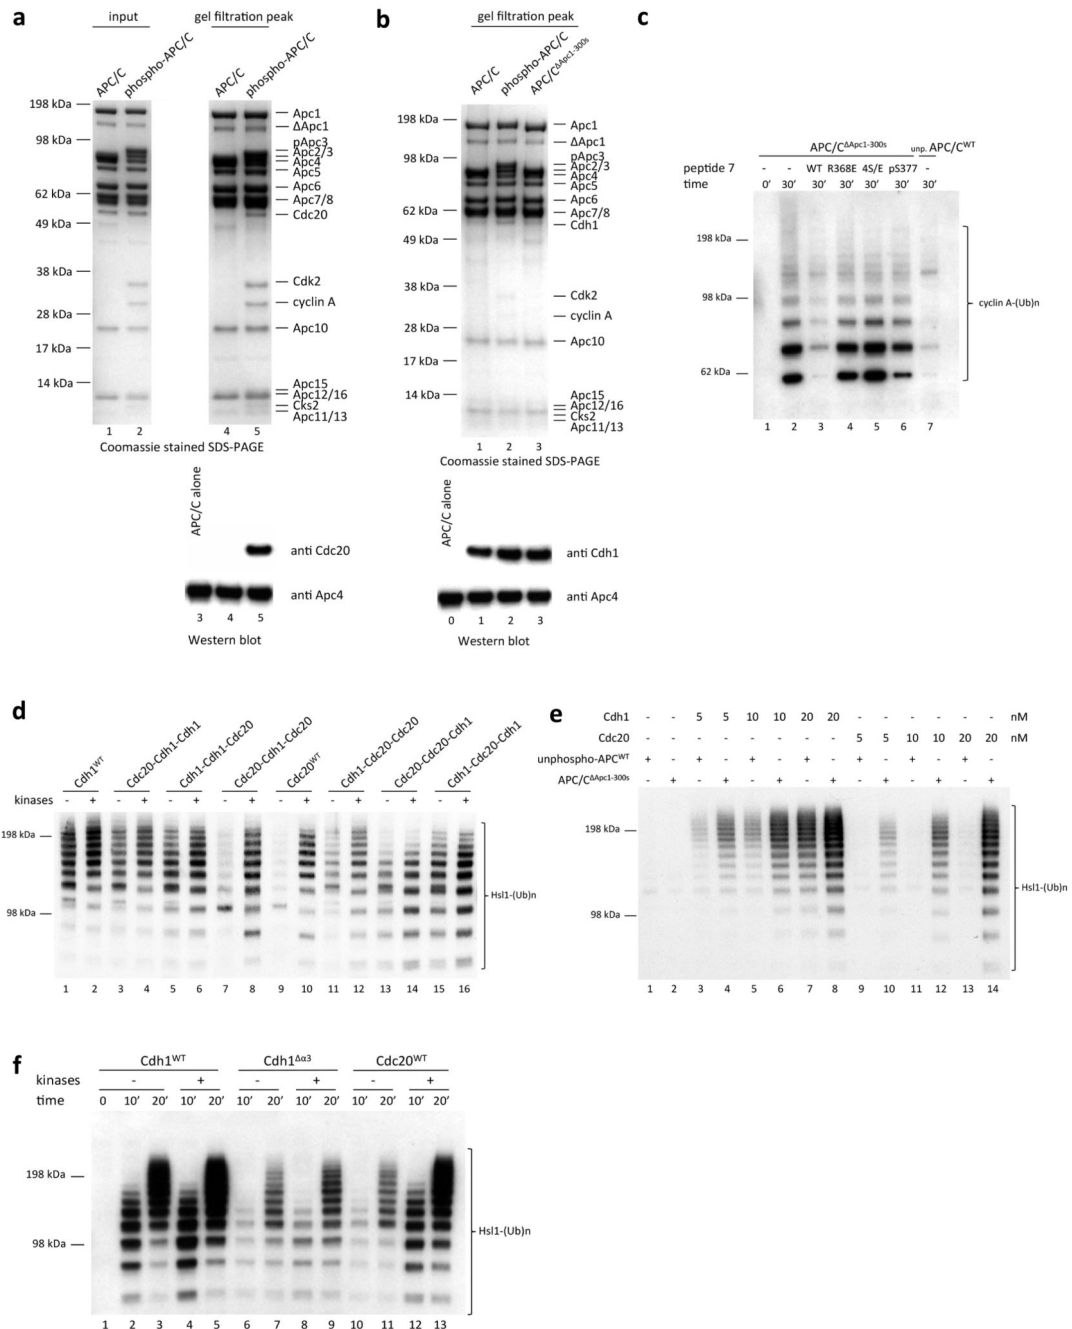 a
input
gel filtration peak
APC/C
phospho-APC/C
APC/C
phospho-APC/C
198 kDa
98 kDa
62 kDa
49 kDa
38 kDa
28 kDa
17 kDa
14 kDa
Apc1
ΔApc1
pApc3
Apc2/3
Apc4
Apc5
Apc6
Apc7/8
Cdc20
Cdk2
cyclin A
Apc10
Apc15
Apc12/16
Cks2
Apc11/13
1 2 4 5
Coomassie stained SDS-PAGE
APC/C alone
anti Cdc20
anti Apc4
3 4 5
Western blot
b
gel filtration peak
APC/C
phospho-APC/C
APC/CΔApc1-300s
198 kDa
98 kDa
62 kDa
49 kDa
38 kDa
28 kDa
17 kDa
14 kDa
Apc1
ΔApc1
pApc3
Apc2/3
Apc4
Apc5
Apc6
Apc7/8
Cdh1
Cdk2
cyclin A
Apc10
Apc15
Apc12/16
Cks2
Apc11/13
1 2 3
Coomassie stained SDS-PAGE
APC/C alone
anti Cdh1
anti Apc4
0 1 2 3
Western blot
c
APC/CΔApc1-300s unp. APC/CWT
peptide 7 - - WT R368E 4S/E pS377 -
time 0′ 30′ 30′ 30′ 30′ 30′ 30′
198 kDa
98 kDa
62 kDa
cyclin A-(Ub)n
1 2 3 4 5 6 7
d
Cdh1WT
Cdc20-Cdh1-Cdh1
Cdh1-Cdh1-Cdc20
Cdc20-Cdh1-Cdc20
Cdc20WT
Cdh1-Cdc20-Cdc20
Cdc20-Cdc20-Cdh1
Cdh1-Cdc20-Cdh1
kinases - + - + - + - + - + - + - + - +
198 kDa
98 kDa
Hsl1-(Ub)n
1 2 3 4 5 6 7 8 9 10 11 12 13 14 15 16
e
Cdh1 - - 5 5 10 10 20 20 - - - - - - nM
Cdc20 - - - - - - - - 5 5 10 10 20 20 nM
unphospho-APCWT + - + - + - + - + - + - + -
APC/CΔApc1-300s - + - + - + - + - + - + - +
198 kDa
98 kDa
Hsl1-(Ub)n
1 2 3 4 5 6 7 8 9 10 11 12 13 14
f
Cdh1WT Cdh1Δα3 Cdc20WT
kinases - + - + - +
time 0 10′ 20′ 10′ 20′ 10′ 20′ 10′ 20′ 10′ 20′ 10′ 20′
198 kDa
98 kDa
Hsl1-(Ub)n
1 2 3 4 5 6 7 8 9 10 11 12 13